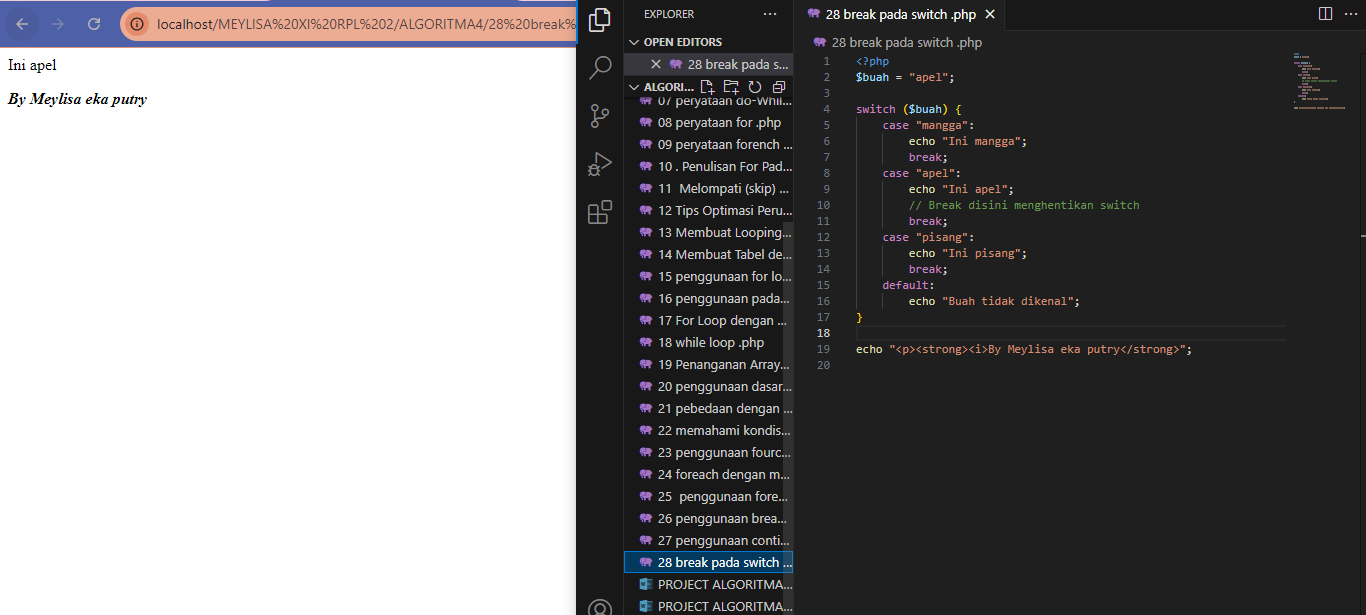 localhost/MEYLISA%20XI%20RPL%202/ALGORITMA4/28%20break%
Ini apel
By Meylisa eka putry
EXPLORER
OPEN EDITORS
28 break pada s...
ALGORI...
07 peryataan do-Whil...
08 peryataan for .php
09 peryataan forench ...
10 . Penulisan For Pad...
11  Melompati (skip) ...
12 Tips Optimasi Peru...
13 Membuat Looping...
14 Membuat Tabel de...
15 penggunaan for lo...
16 penggunaan pada...
17 For Loop dengan ...
18 while loop .php
19 Penanganan Array...
20 penggunaan dasar...
21 pebedaan dengan ...
22 memahami kondis...
23 penggunaan fourc...
24 foreach dengan m...
25  penggunaan fore...
26 penggunaan brea...
27 penggunaan conti...
28 break pada switch ...
PROJECT ALGORITMA...
PROJECT ALGORITMA...
28 break pada switch .php
28 break pada switch .php
1 <?php
2 $buah = "apel";
3
4 switch ($buah) {
5     case "mangga":
6         echo "Ini mangga";
7         break;
8     case "apel":
9         echo "Ini apel";
10         // Break disini menghentikan switch
11         break;
12     case "pisang":
13         echo "Ini pisang";
14         break;
15     default:
16         echo "Buah tidak dikenal";
17 }
18
19 echo "<p><strong><i>By Meylisa eka putry</strong>";
20